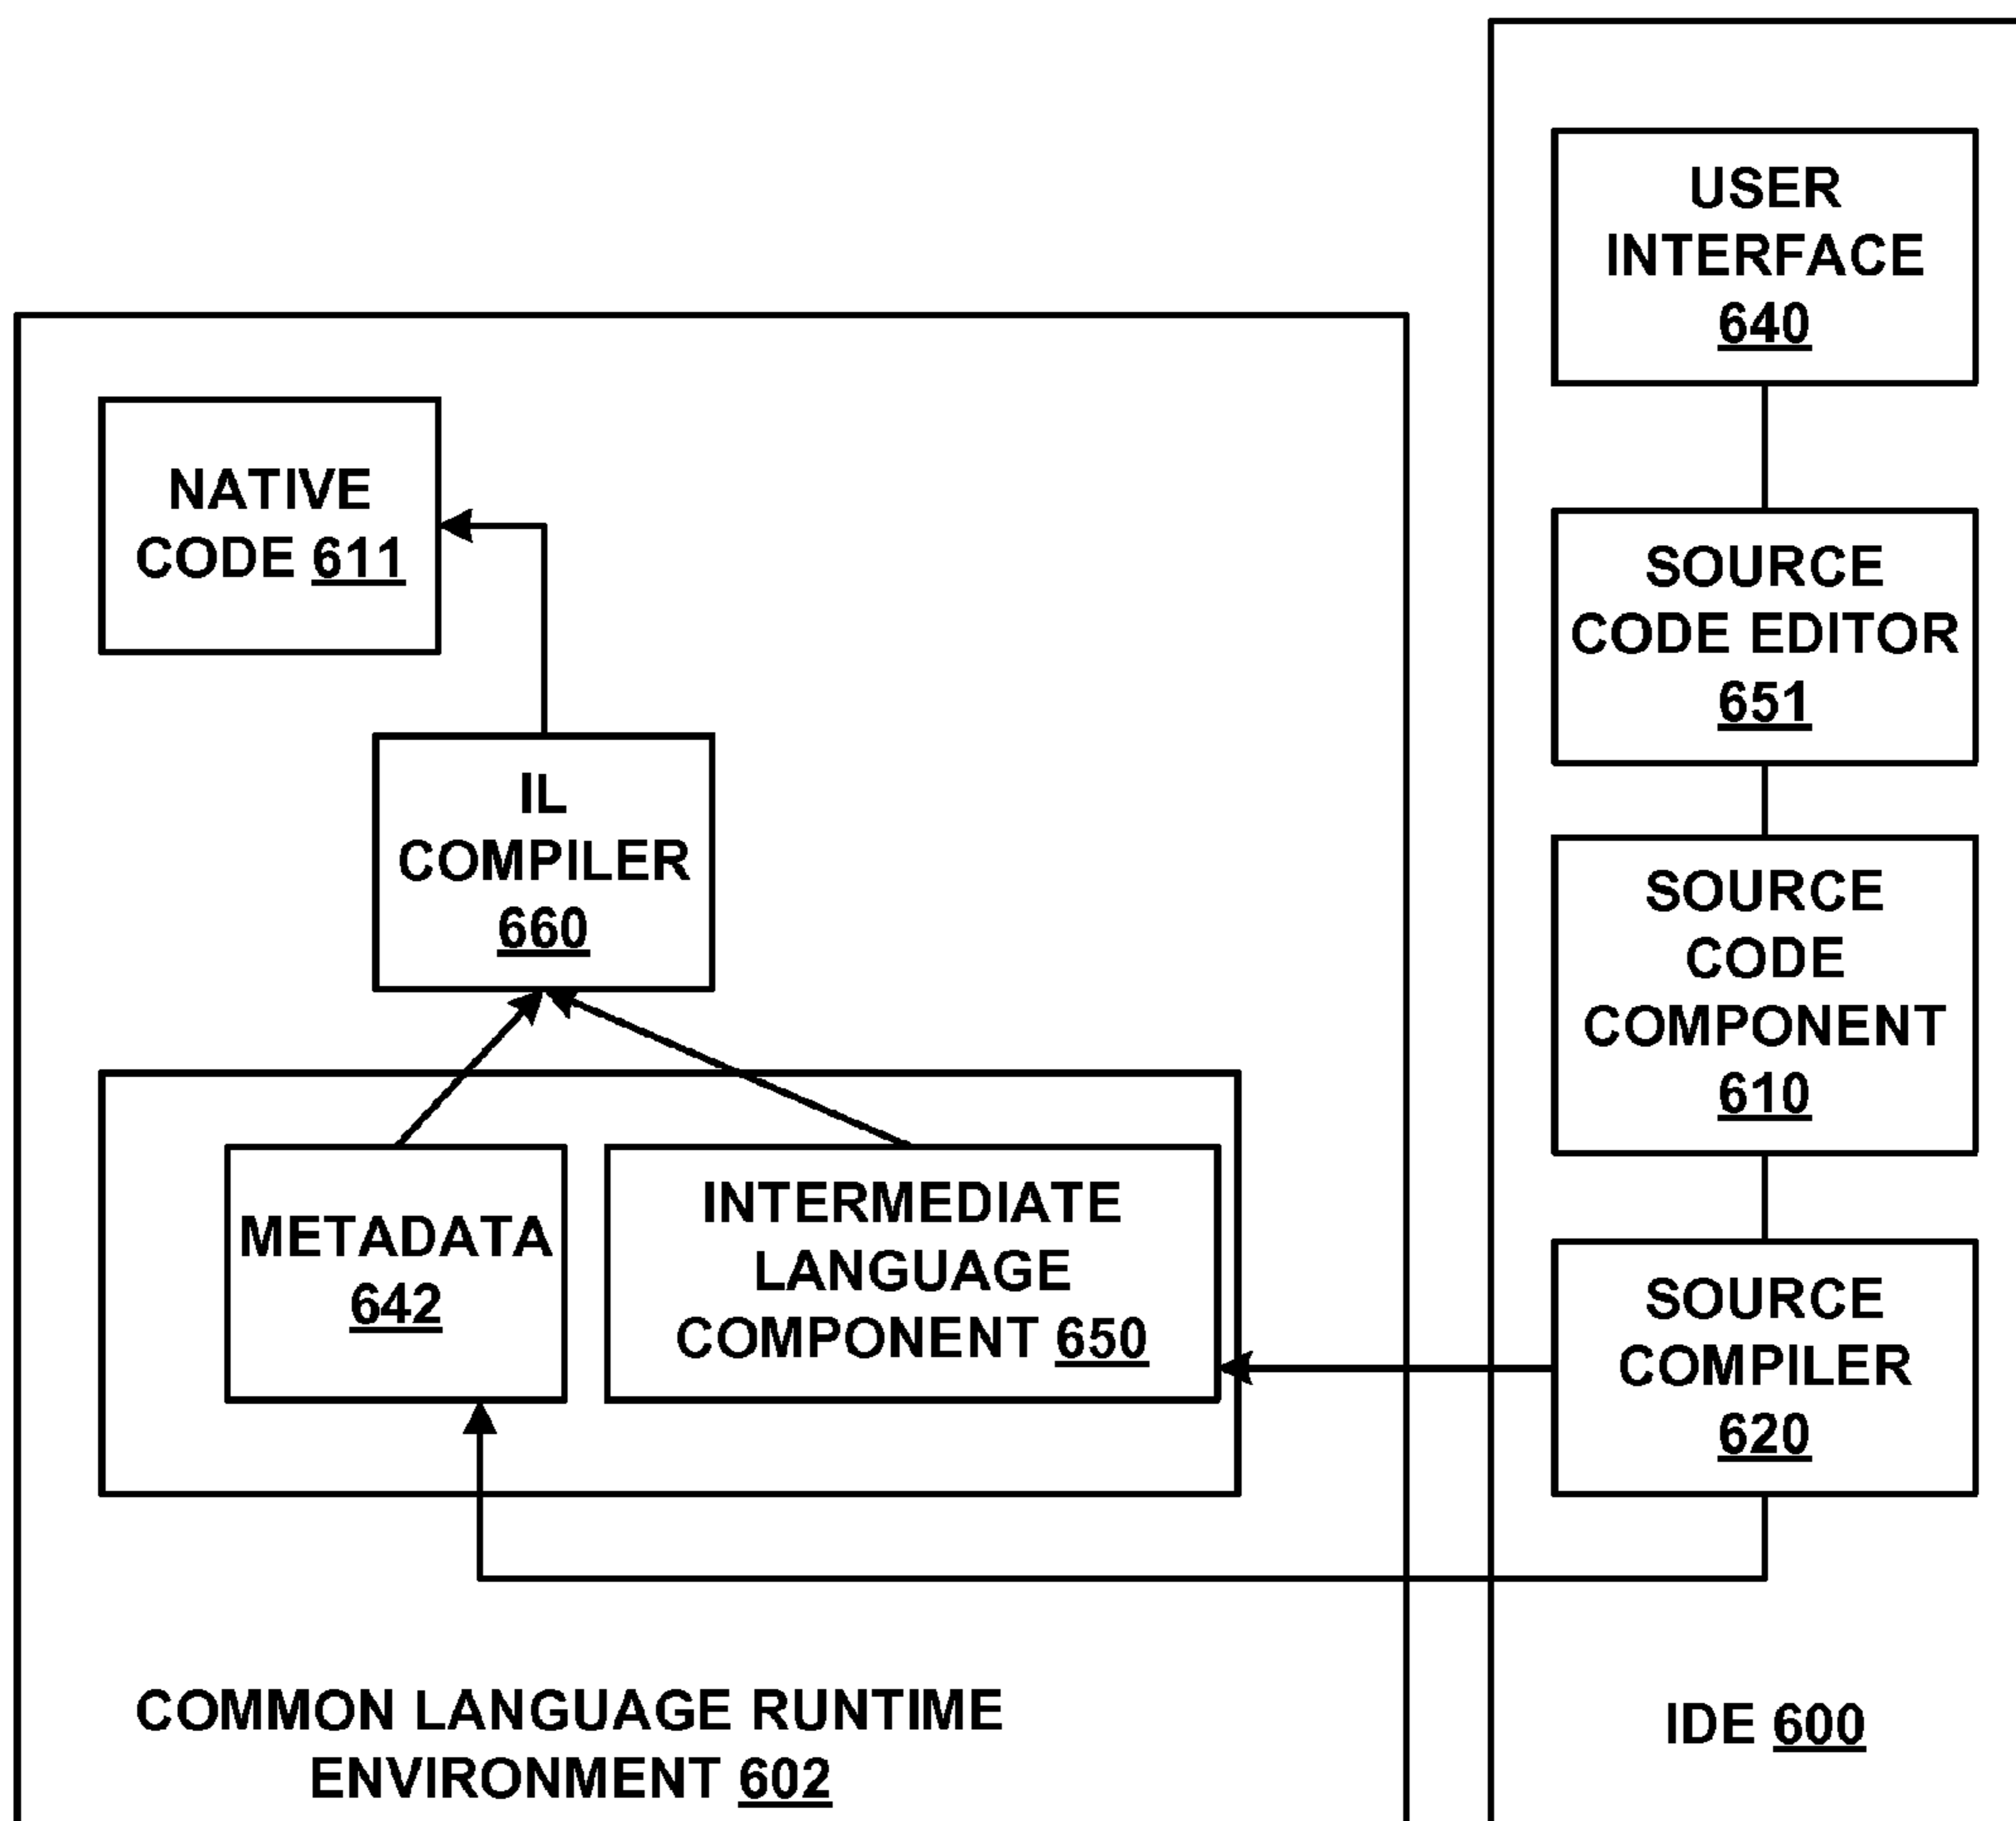 USER
INTERFACE
640
NATIVE
CODE 611
SOURCE
CODE EDITOR
651
IL
COMPILER
660
SOURCE
CODE
COMPONENT
610
METADATA
642
INTERMEDIATE
LANGUAGE
COMPONENT 650
SOURCE
COMPILER
620
COMMON LANGUAGE RUNTIME
ENVIRONMENT 602
IDE 600